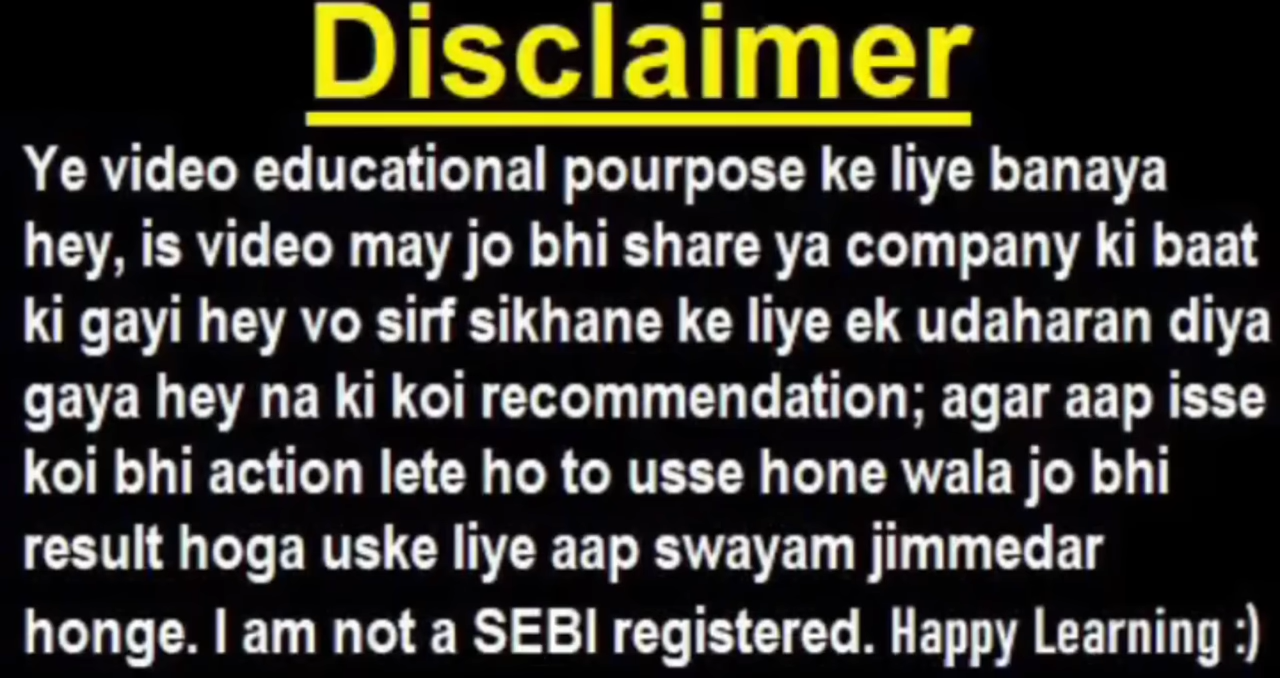 Disclaimer
Ye video educational pourpose ke liye banaya
hey, is video may jo bhi share ya company ki baat
ki gayi hey vo sirf sikhane ke liye ek udaharan diya
gaya hey na ki koi recommendation; agar aap isse
koi bhi action lete ho to usse hone wala jo bhi
result hoga uske liye aap swayam jimmedar
honge. I am not a SEBI registered. Happy Learning :)